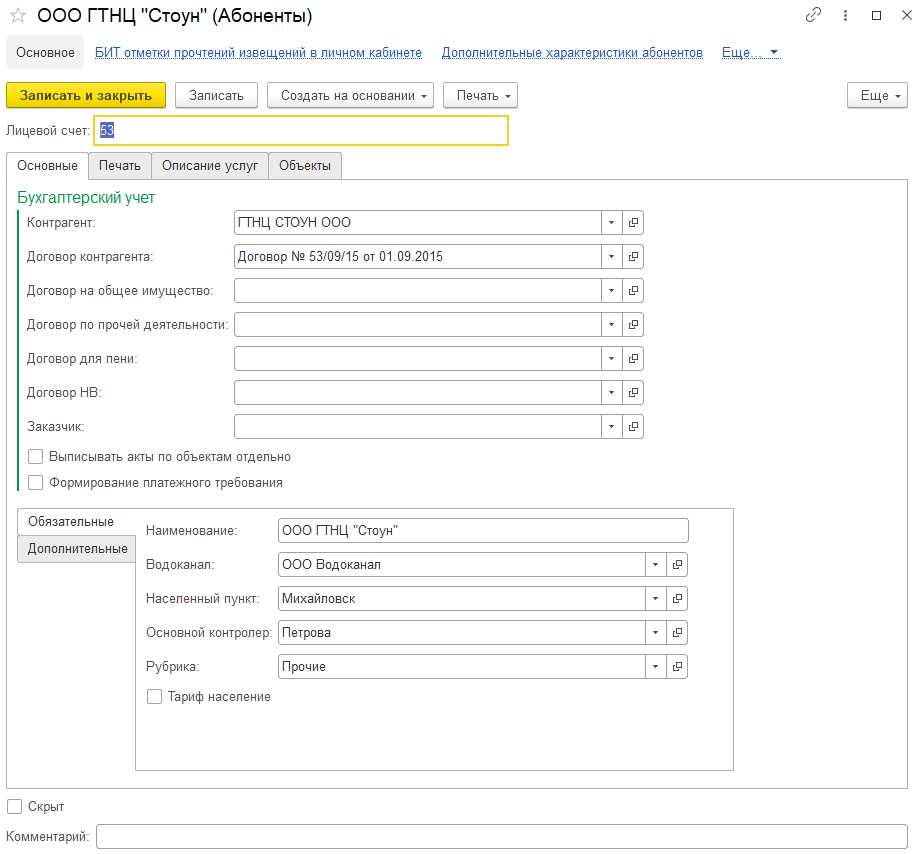 ООО ГТНЦ "Стоун" (Абоненты)
Основное БИТ отметки прочтений извещений в личном кабинете Дополнительные характеристики абонентов Еще...
Записать и закрыть Записать Создать на основании Печать Еще
Лицевой счет: 53
Основные Печать Описание услуг Объекты
Бухгалтерский учет
Контрагент: ГТНЦ СТОУН ООО
Договор контрагента: Договор № 53/09/15 от 01.09.2015
Договор на общее имущество:
Договор по прочей деятельности:
Договор для пени:
Договор НВ:
Заказчик:
Выписывать акты по объектам отдельно
Формирование платежного требования
Обязательные
Дополнительные
Наименование: ООО ГТНЦ "Стоун"
Водоканал: ООО Водоканал
Населенный пункт: Михайловск
Основной контролер: Петрова
Рубрика: Прочие
Тариф население
Скрыт
Комментарий: